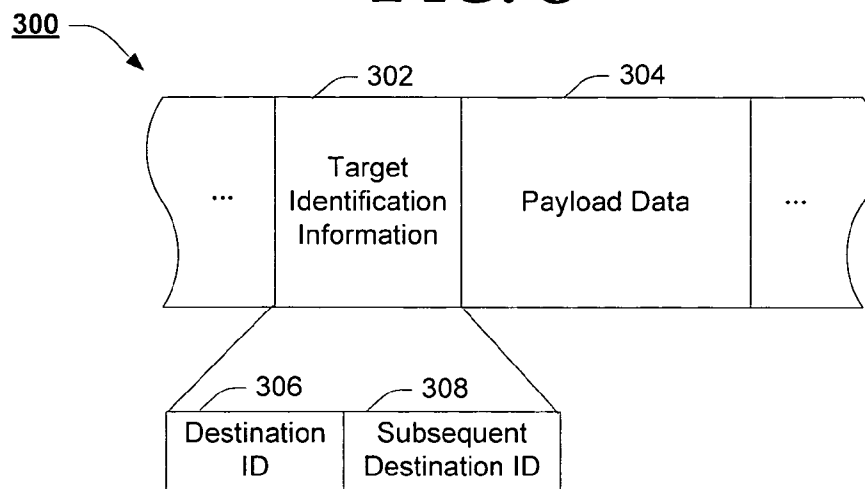 300
302
304
...
Target
Identification
Information
Payload Data
...
306
308
Destination
ID
Subsequent
Destination ID